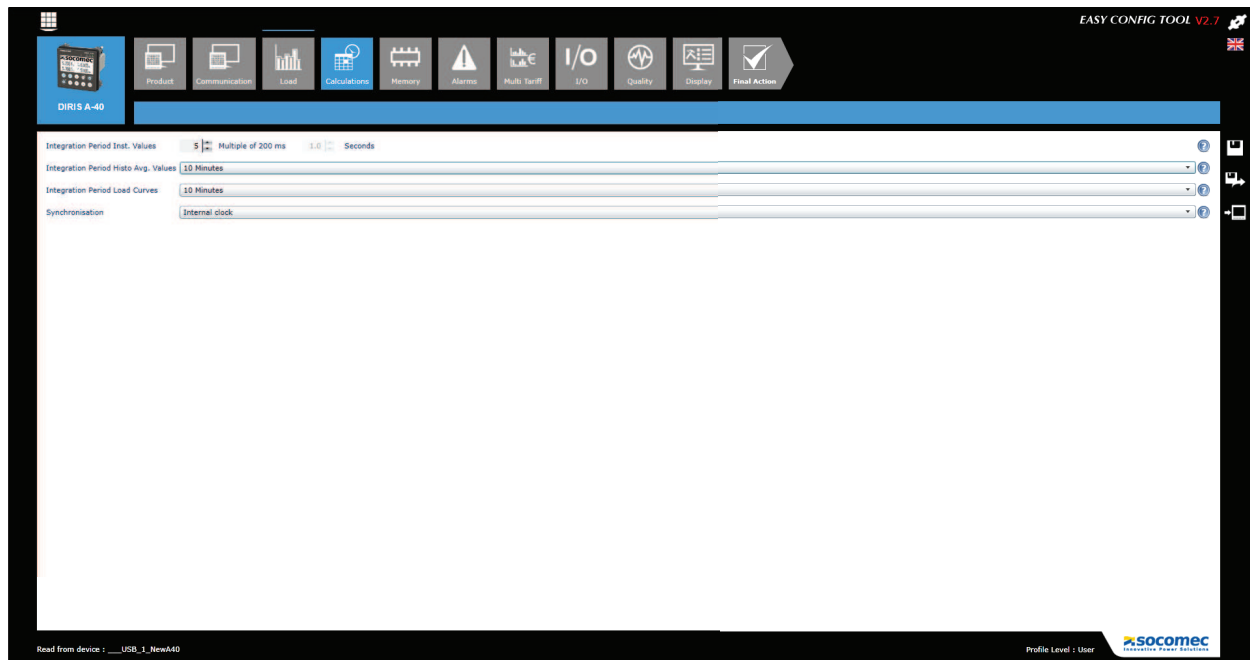 EASY CONFIG TOOL V2.7
socomec
Product
Communication
Load
Calculations
Memory
Alarms
€
Multi Tariff
I/O
I/O
Quality
Display
Final Action
DIRIS A-40
Integration Period Inst. Values 5 Multiple of 200 ms 1.0 Seconds ?
Integration Period Histo Avg. Values 10 Minutes ?
Integration Period Load Curves 10 Minutes ?
Synchronisation Internal clock ?
Read from device : ___USB_1_NewA40
Profile Level : User
socomec
Innovative Power Solutions